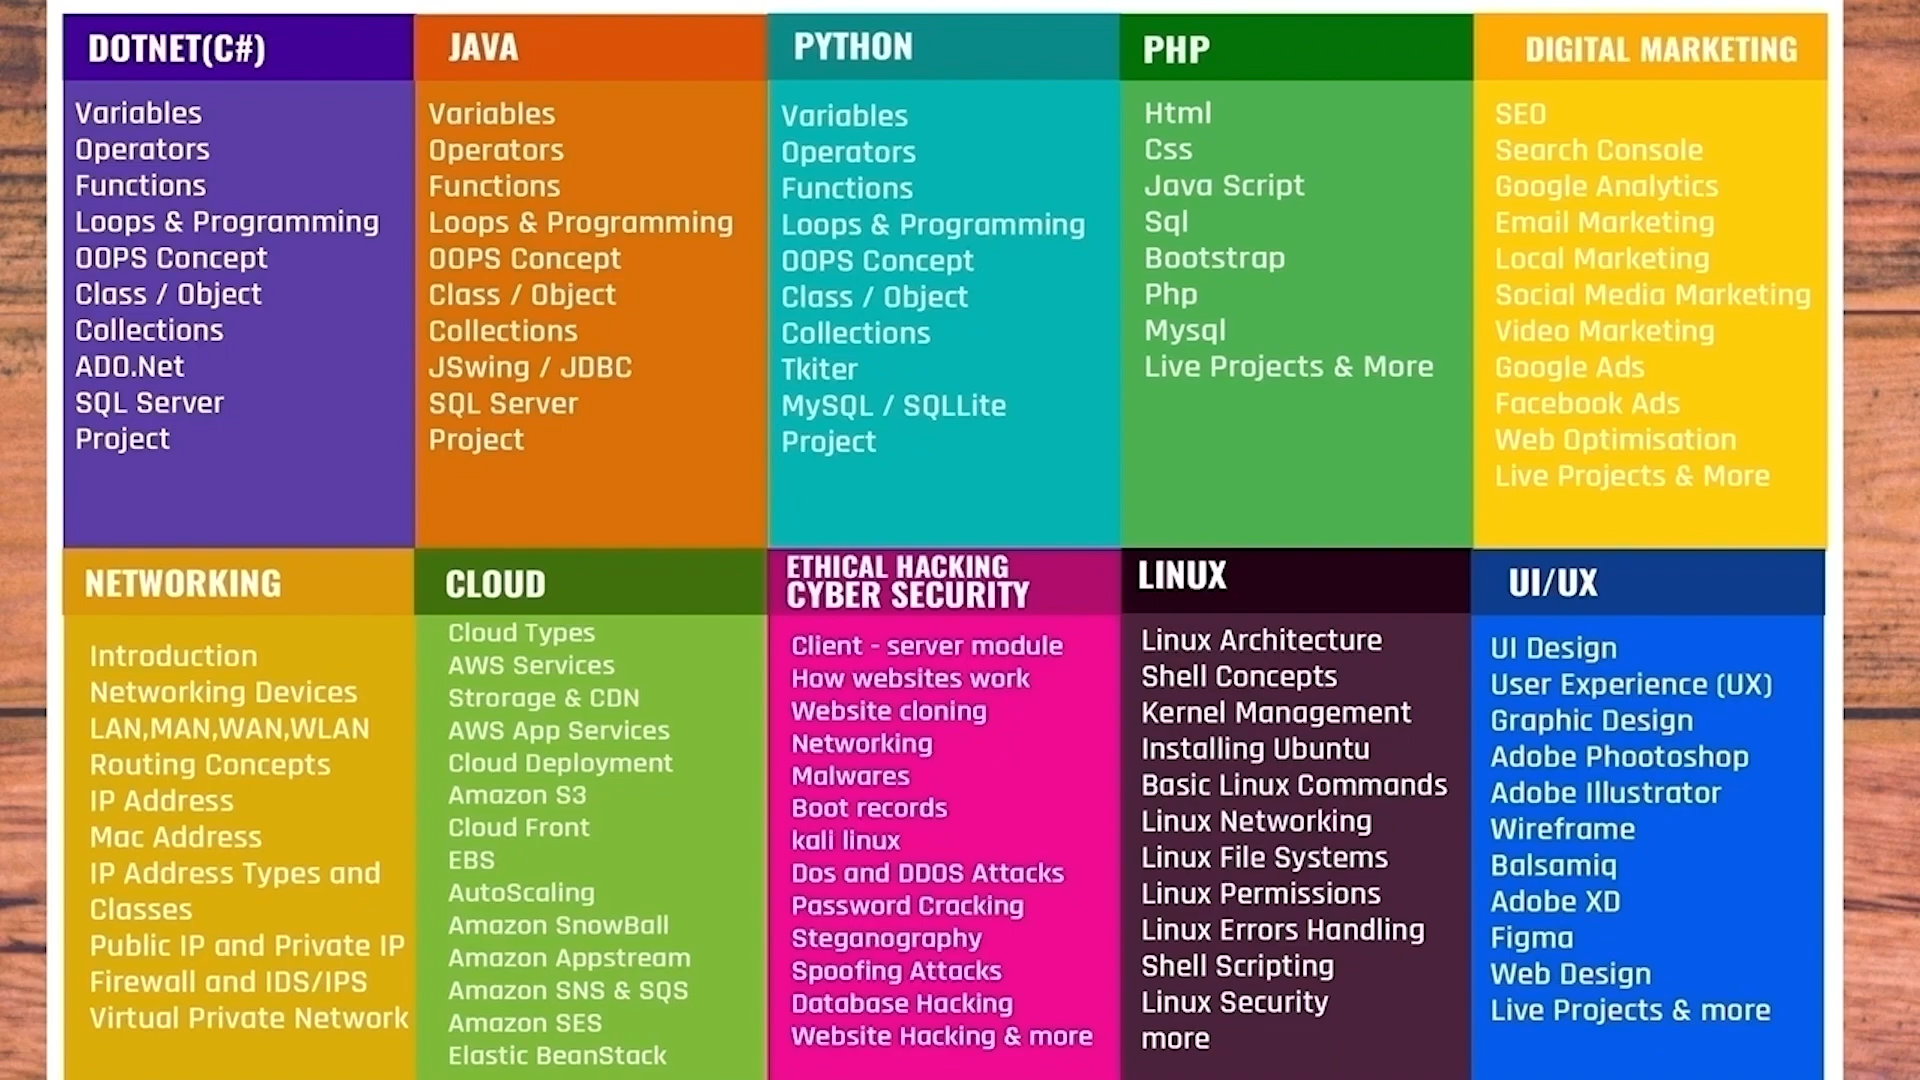 DOTNET(C#)
Variables
Operators
Functions
Loops & Programming
OOPS Concept
Class / Object
Collections
ADO.Net
SQL Server
Project
JAVA
Variables
Operators
Functions
Loops & Programming
OOPS Concept
Class / Object
Collections
JSwing / JDBC
SQL Server
Project
PYTHON
Variables
Operators
Functions
Loops & Programming
OOPS Concept
Class / Object
Collections
Tkiter
MySQL / SQLLite
Project
PHP
Html
Css
Java Script
Sql
Bootstrap
Php
Mysql
Live Projects & More
DIGITAL MARKETING
SEO
Search Console
Google Analytics
Email Marketing
Local Marketing
Social Media Marketing
Video Marketing
Google Ads
Facebook Ads
Web Optimisation
Live Projects & More
NETWORKING
Introduction
Networking Devices
LAN,MAN,WAN,WLAN
Routing Concepts
IP Address
Mac Address
IP Address Types and
Classes
Public IP and Private IP
Firewall and IDS/IPS
Virtual Private Network
CLOUD
Cloud Types
AWS Services
Strorage & CDN
AWS App Services
Cloud Deployment
Amazon S3
Cloud Front
EBS
AutoScaling
Amazon SnowBall
Amazon Appstream
Amazon SNS & SQS
Amazon SES
Elastic BeanStack
ETHICAL HACKING
CYBER SECURITY
Client - server module
How websites work
Website cloning
Networking
Malwares
Boot records
kali linux
Dos and DDOS Attacks
Password Cracking
Steganography
Spoofing Attacks
Database Hacking
Website Hacking & more
LINUX
Linux Architecture
Shell Concepts
Kernel Management
Installing Ubuntu
Basic Linux Commands
Linux Networking
Linux File Systems
Linux Permissions
Linux Errors Handling
Shell Scripting
Linux Security
more
UI/UX
UI Design
User Experience (UX)
Graphic Design
Adobe Phootoshop
Adobe Illustrator
Wireframe
Balsamiq
Adobe XD
Figma
Web Design
Live Projects & more